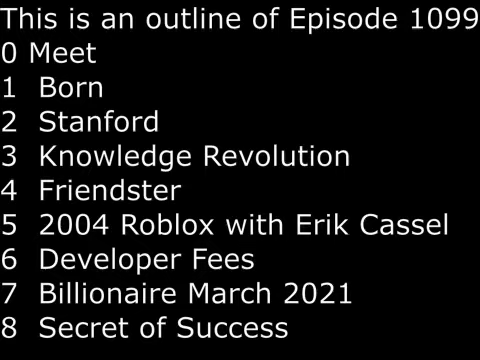 This is an outline of Episode 1099
0 Meet
1 Born
2 Stanford
3 Knowledge Revolution
4 Friendster
5 2004 Roblox with Erik Cassel
6 Developer Fees
7 Billionaire March 2021
8 Secret of Success